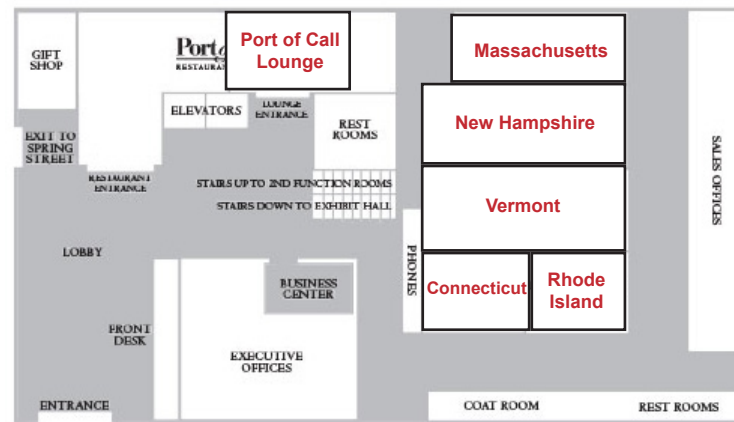 GIFT
SHOP
Port
RESTAURAN
Port of Call
Lounge
Massachusetts
ELEVATORS
LOUNGE
ENTRANCE
REST
ROOMS
New Hampshire
EXIT TO
SPRING
STREET
RESTAURANT
ENTRANCE
STAIRS UP TO 2ND FUNCTION ROOMS
STAIRS DOWN TO EXHIBIT HALL
Vermont
SALES OFFICES
LOBBY
PHONES
BUSINESS
CENTER
Connecticut
Rhode
Island
FRONT
DESK
EXECUTIVE
OFFICES
ENTRANCE
COAT ROOM
REST ROOMS